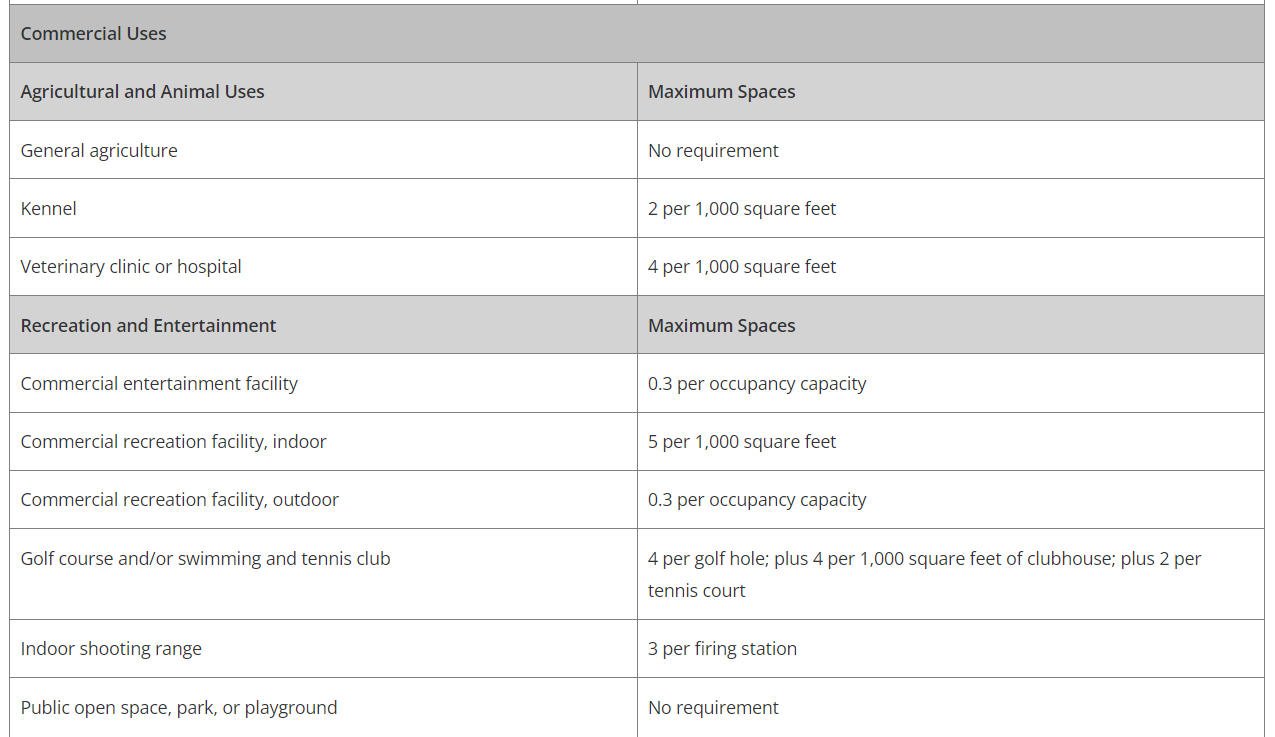 Commercial Uses
Agricultural and Animal Uses
Maximum Spaces
General agriculture
No requirement
Kennel
2 per 1,000 square feet
Veterinary clinic or hospital
4 per 1,000 square feet
Recreation and Entertainment
Maximum Spaces
Commercial entertainment facility
0.3 per occupancy capacity
Commercial recreation facility, indoor
5 per 1,000 square feet
Commercial recreation facility, outdoor
0.3 per occupancy capacity
Golf course and/or swimming and tennis club
4 per golf hole; plus 4 per 1,000 square feet of clubhouse; plus 2 per
tennis court
Indoor shooting range
3 per firing station
Public open space, park, or playground
No requirement